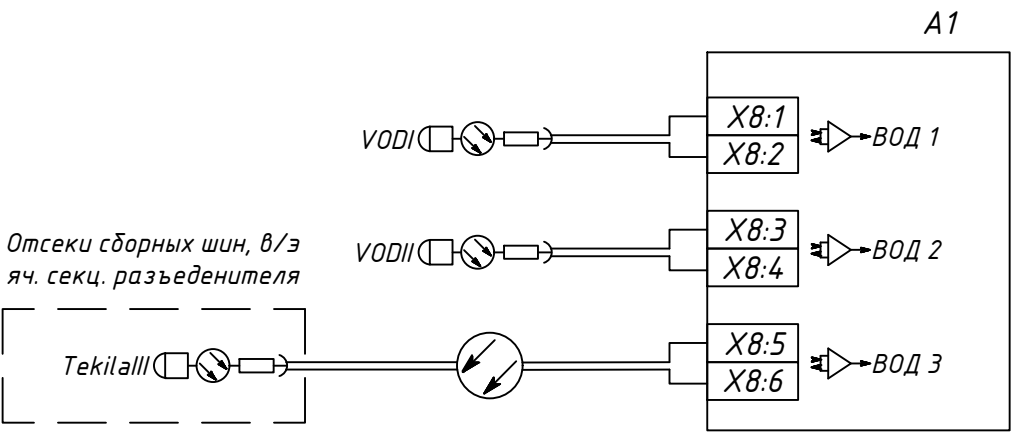 A1
VODI
X8:1
X8:2
ВОД 1
VODII
X8:3
X8:4
ВОД 2
Отсеки сборных шин, в/э
яч. секц. разъеденителя
TekilaIII
X8:5
X8:6
ВОД 3